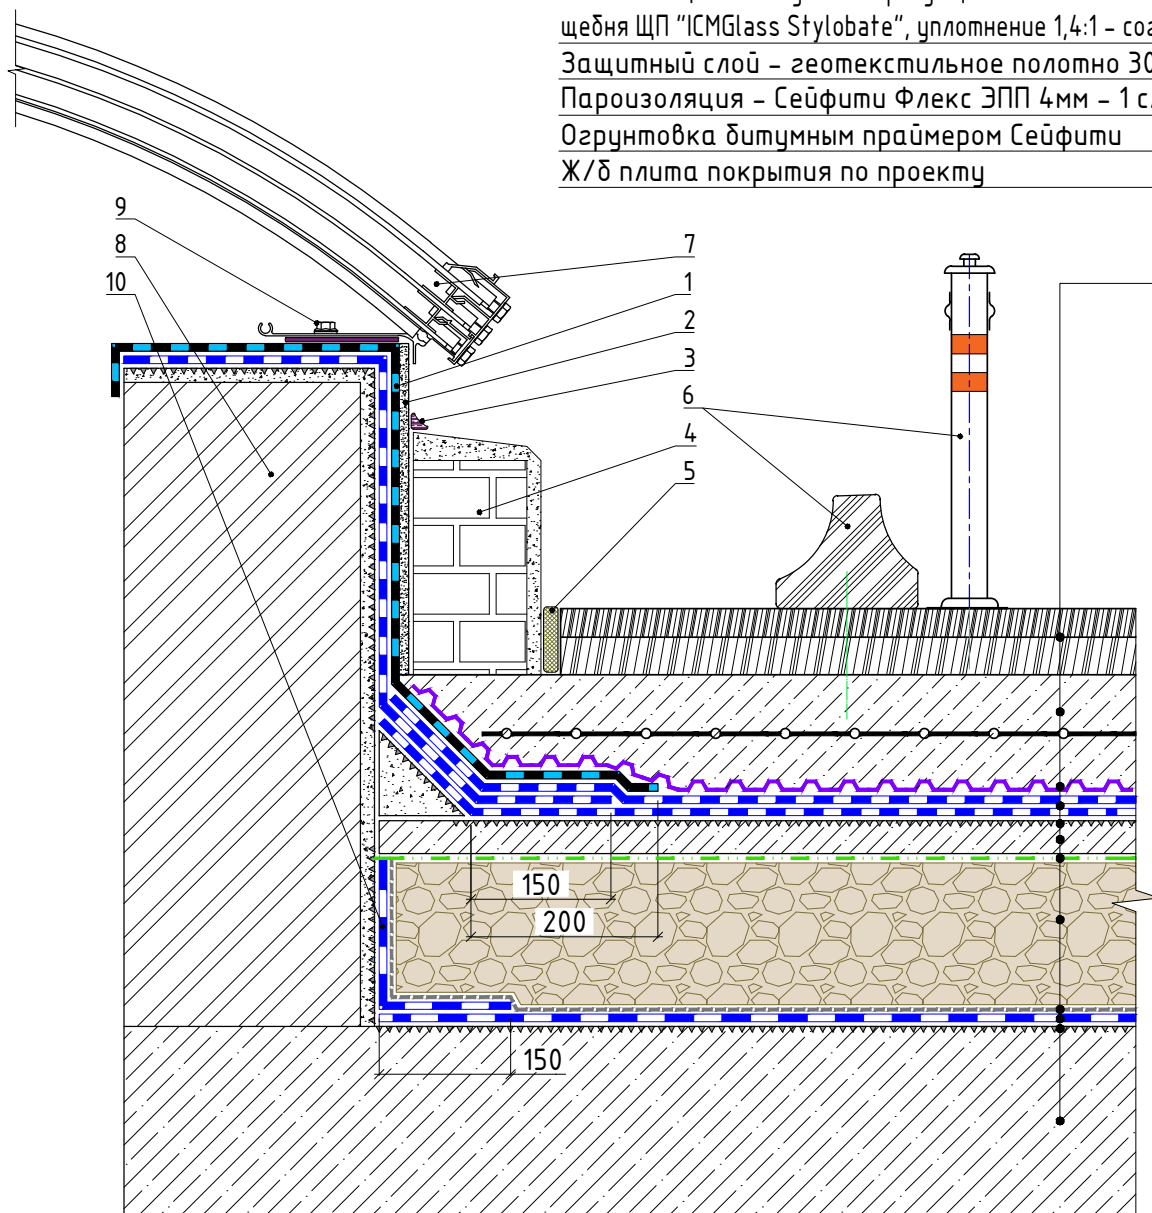 щебня ЩП "ICMGlass Stylobate", уплотнение 1,4:1 -
Защитный слой - геотекстильное полотно 30
Пароизоляция - Сейфити Флекс ЭПП 4мм - 1
Огрунтовка битумным праймером Сейфити
Ж/б плита покрытия по проекту
9
8
10
7
1
2
3
6
4
5
150
200
150